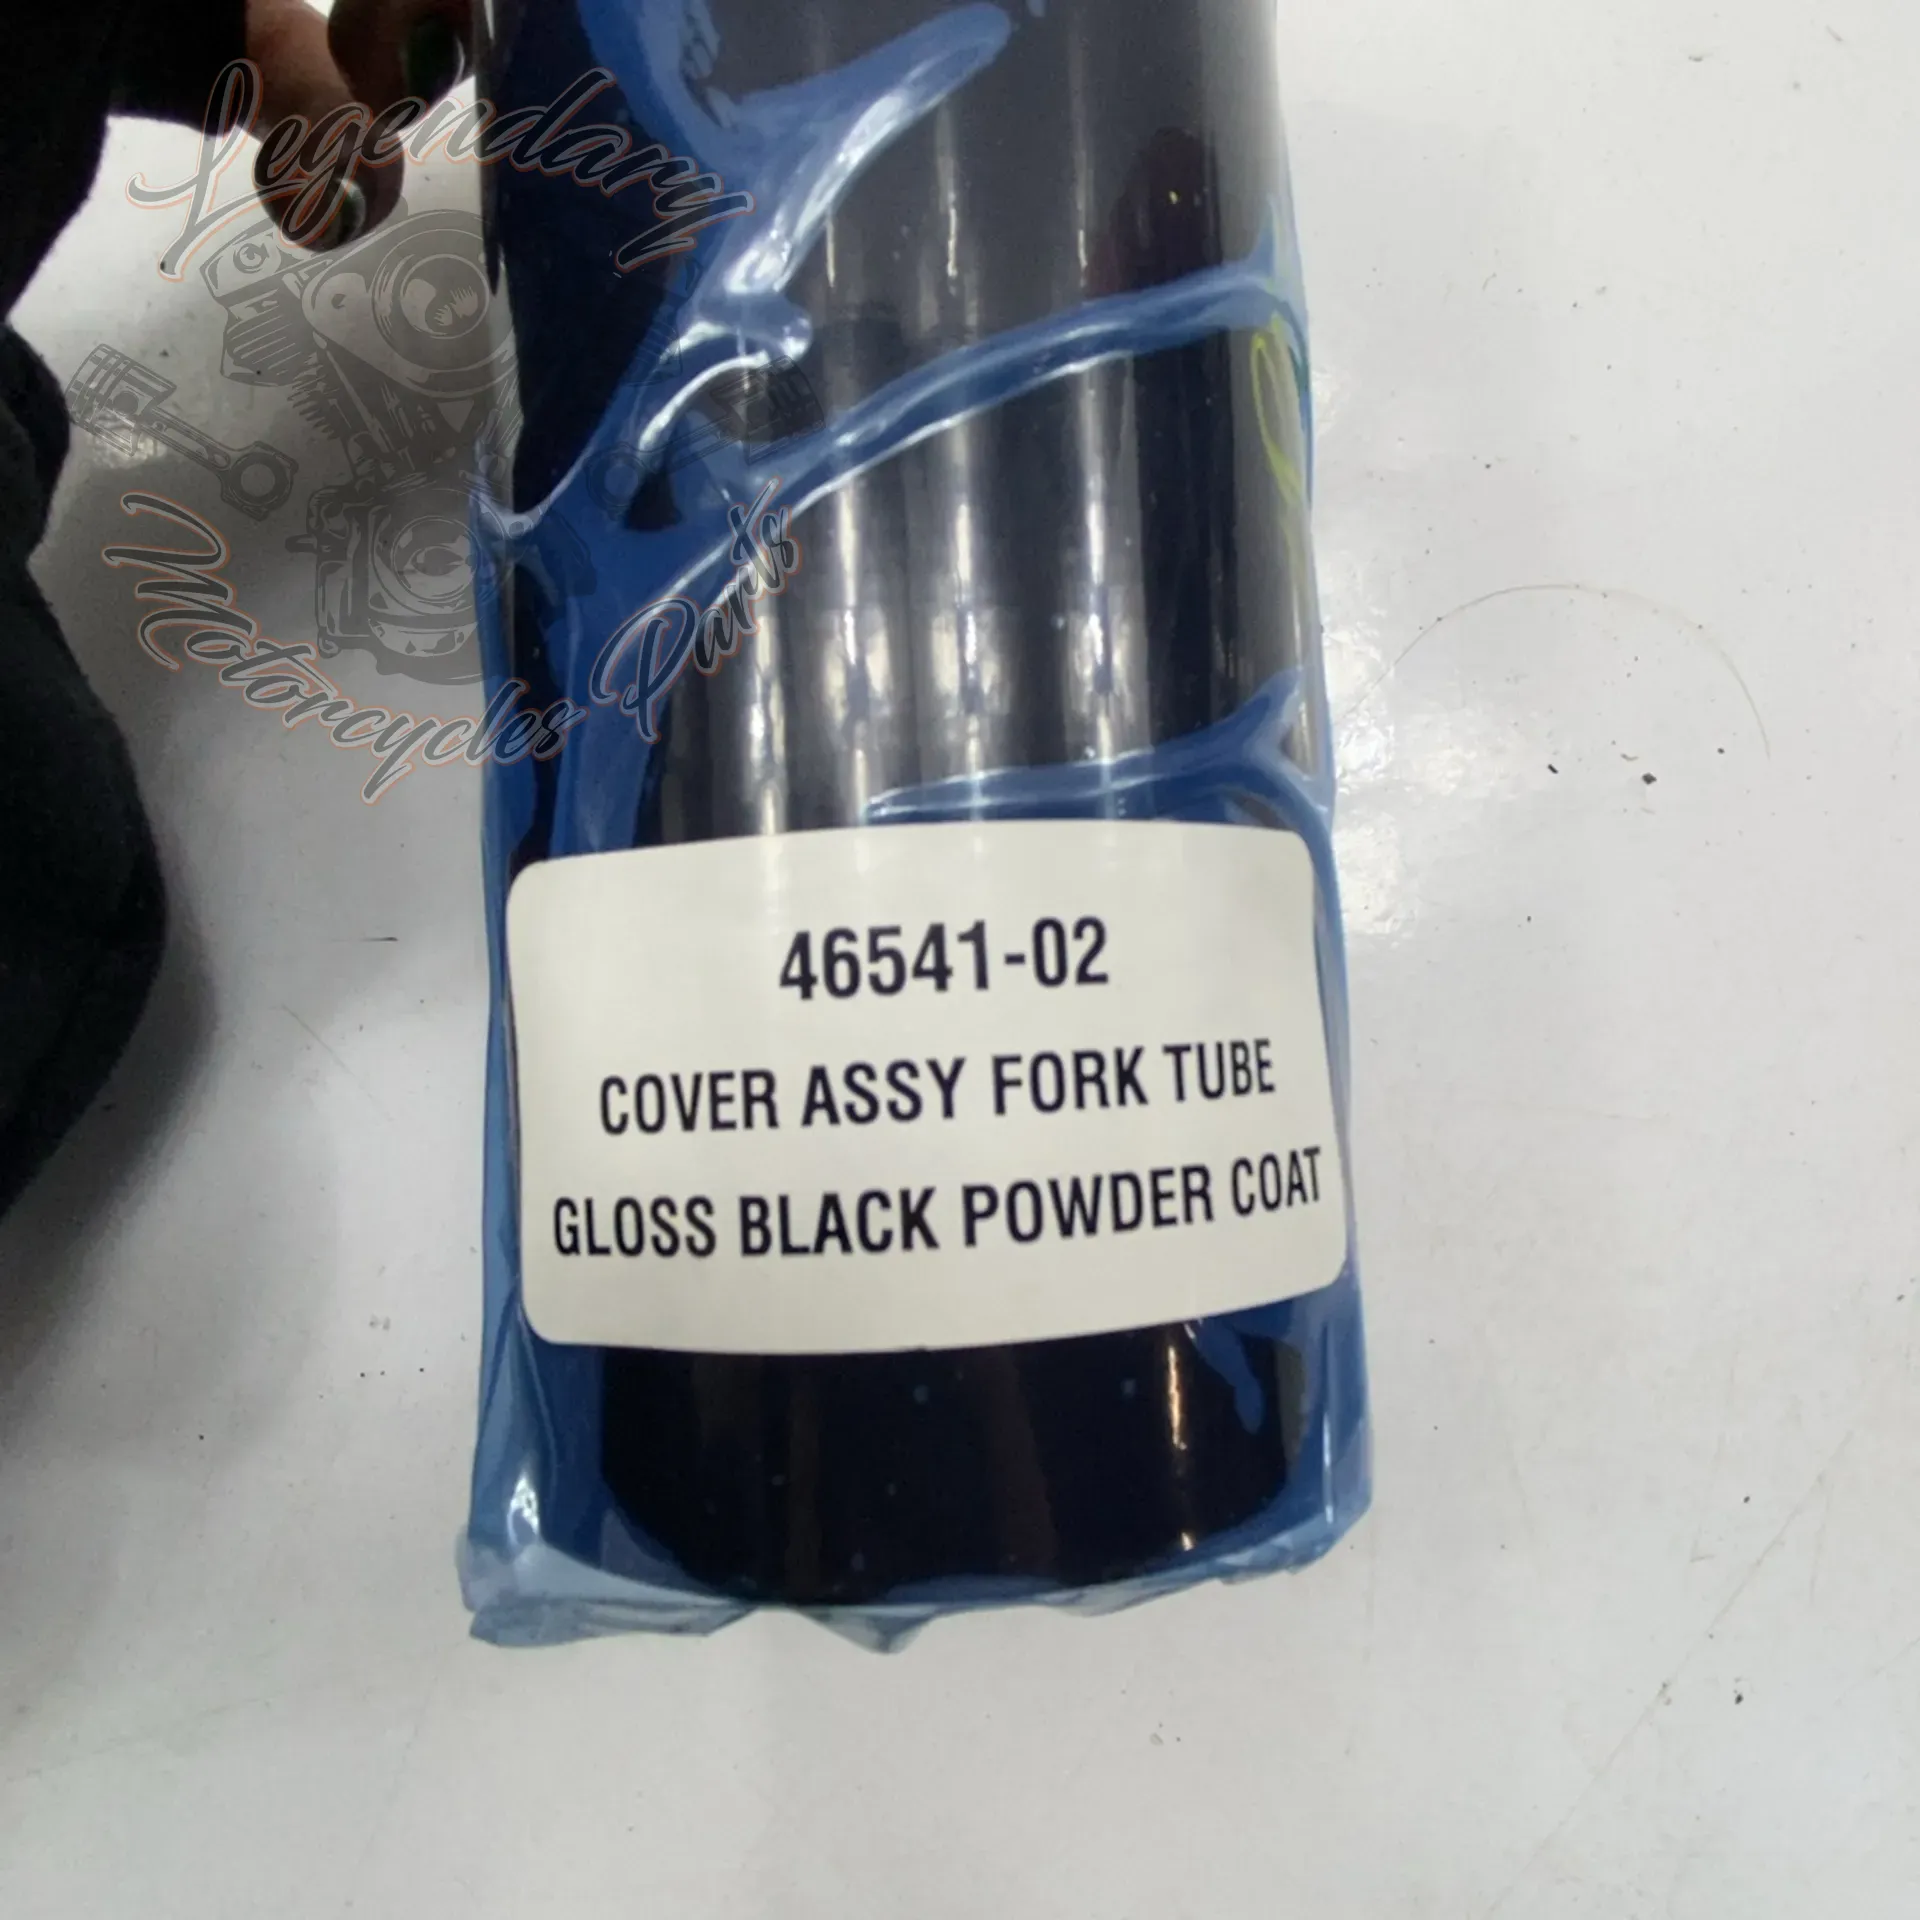 Legendary
Motorcycles Parts
46541-02
COVER ASSY FORK TUBE
GLOSS BLACK POWDER COAT